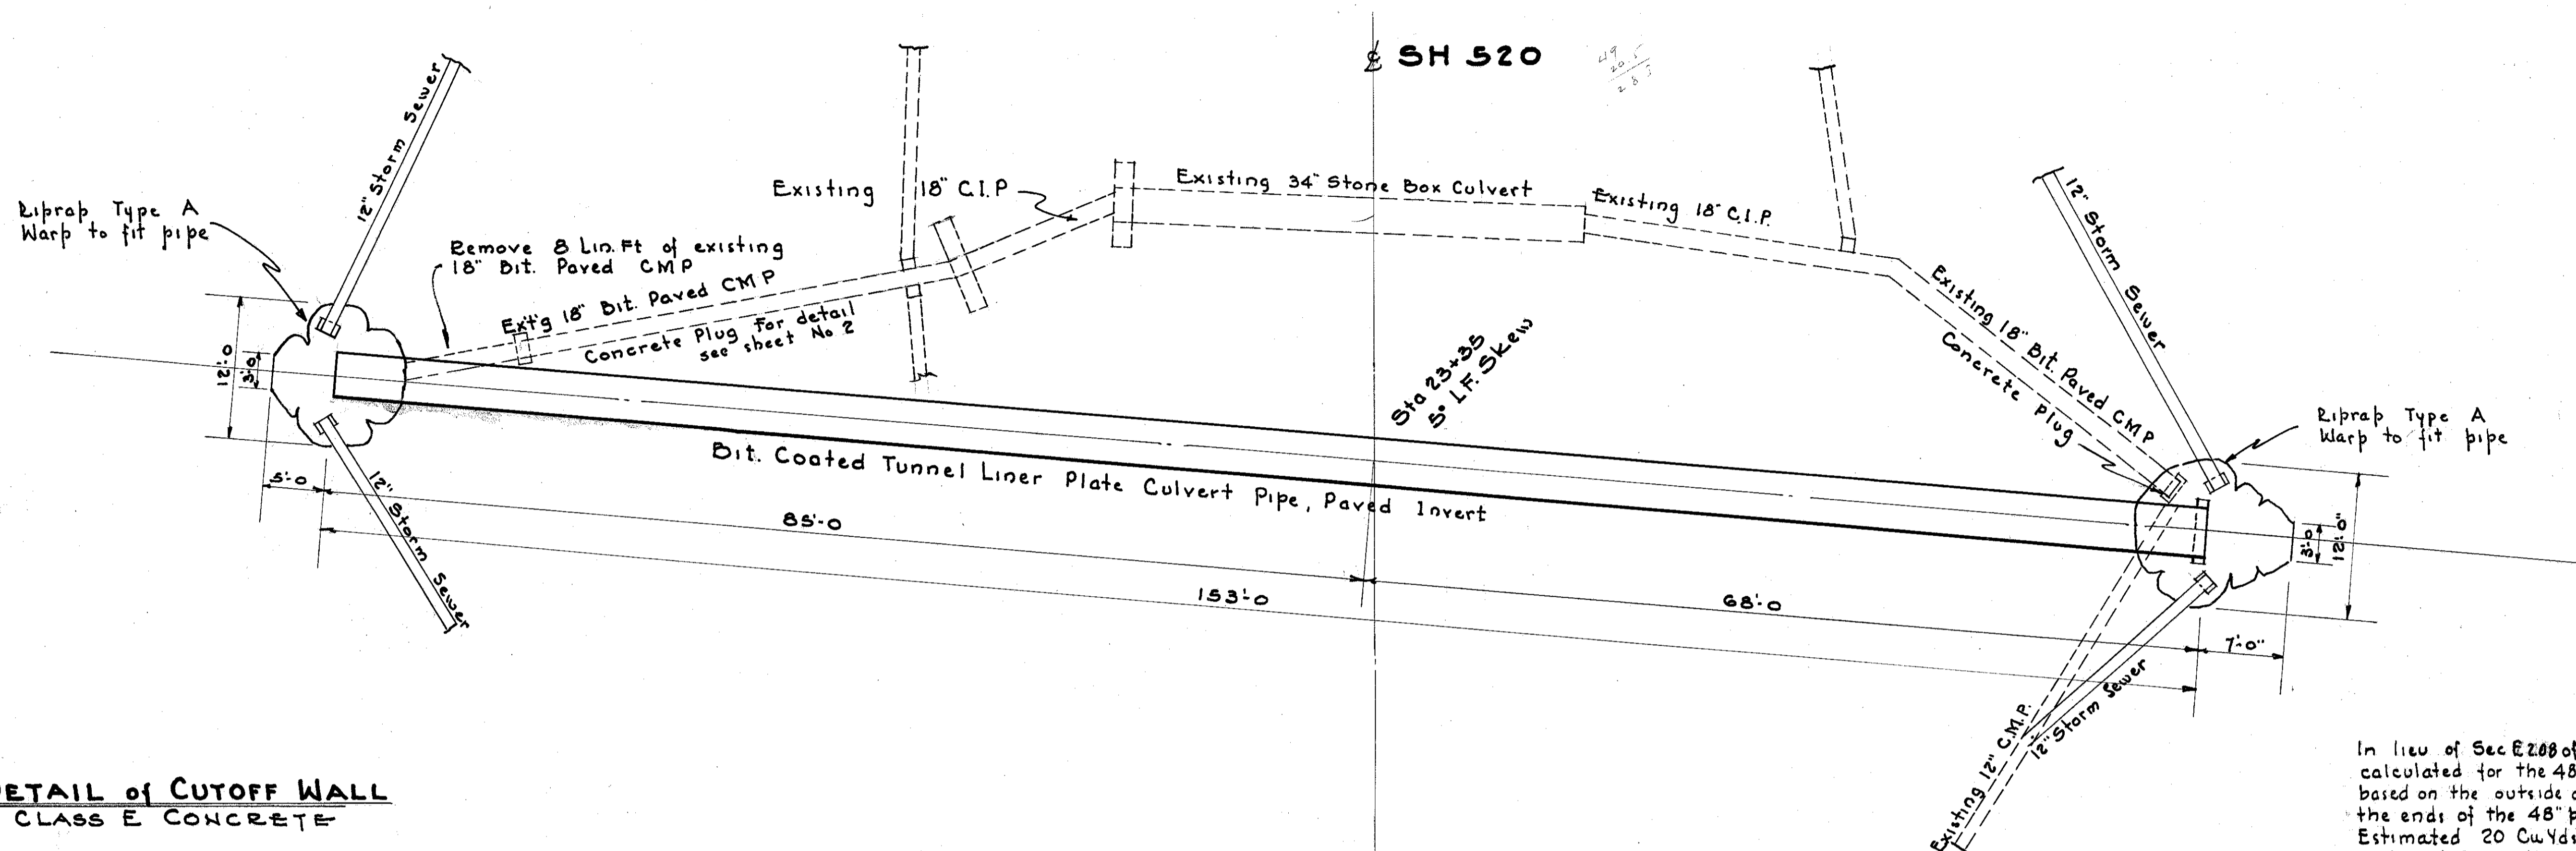 ℄ SH 520
49
20.5
28 5
12" Storm Sewer
Existing 18" C.I.P
Existing 34" Stone Box Culvert
Existing 18" C.I.P.
12" Storm Sewer
Riprap Type A
Warp to fit pipe
Remove 8 Lin. Ft of existing
18" Bit. Paved CMP
Ext'g 18" Bit. Paved CMP
Concrete Plug For detail
see sheet No 2
Existing 18" Bit. Paved CMP
Concrete plug
Sta 23+35
5° L.F. Skew
Riprap Type A
Warp to fit pipe
12'-0
3'-0
Bit. Coated Tunnel Liner Plate Culvert Pipe, Paved Invert
5'-0
12" Storm Sewer
85'-0
153'-0
68'-0
3'-0
12'-0"
7'-0"
Existing 12" C.M.P.
12" Storm Sewer
ETAIL of CUTOFF WALL
CLASS E CONCRETE
In lieu of Sec E 2.08 of
calculated for the 48
based on the outside
the ends of the 48" p
Estimated 20 Cu Yds